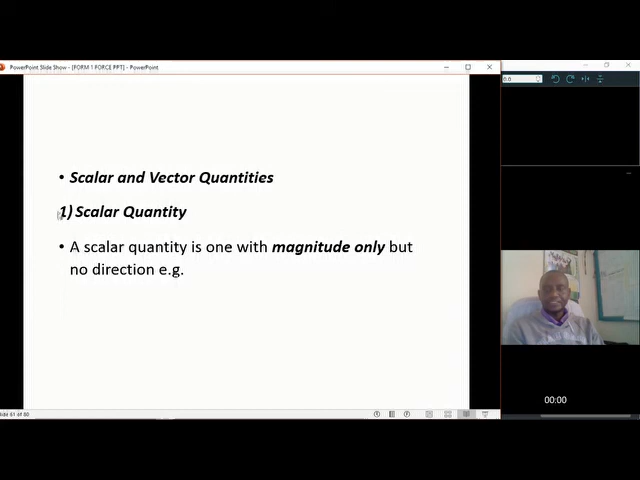 PowerPoint Slide Show - [FORM 1 FORCE PPT] - PowerPoint
• Scalar and Vector Quantities
1) Scalar Quantity
• A scalar quantity is one with magnitude only but
no direction e.g.
00:00
61 of 80